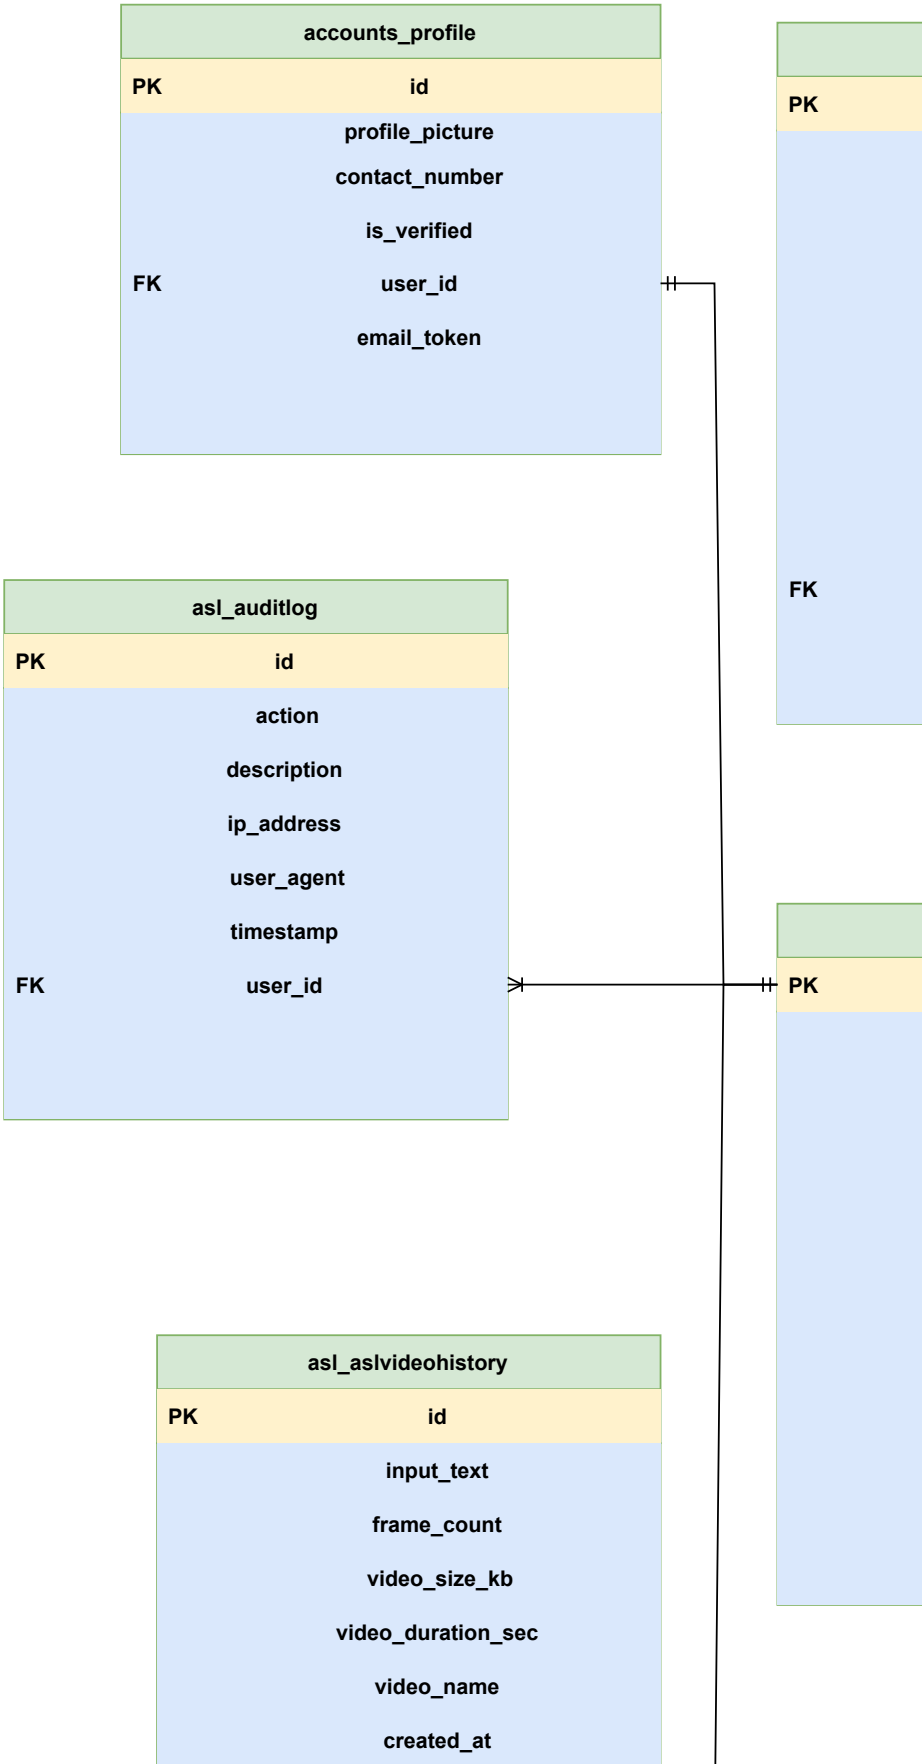 accounts_profile
PK id
profile_picture
contact_number
is_verified
FK user_id
email_token
PK
FK
asl_auditlog
PK id
action
description
ip_address
user_agent
timestamp
FK user_id
PK
asl_aslvideohistory
PK id
input_text
frame_count
video_size_kb
video_duration_sec
video_name
created_at